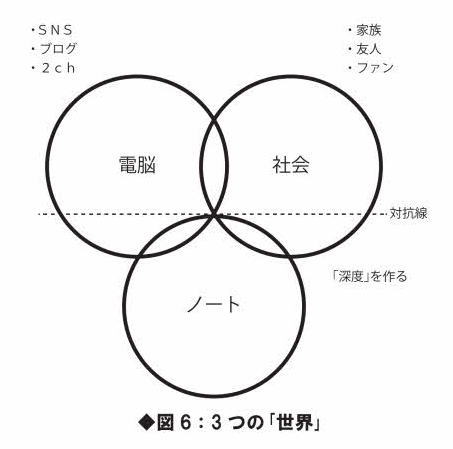 ・ＳＮＳ
・ブログ
・２ｃｈ
・家族
・友人
・ファン
電脳
社会
対抗線
「深度」を作る
ノート
◆図６：３つの「世界」